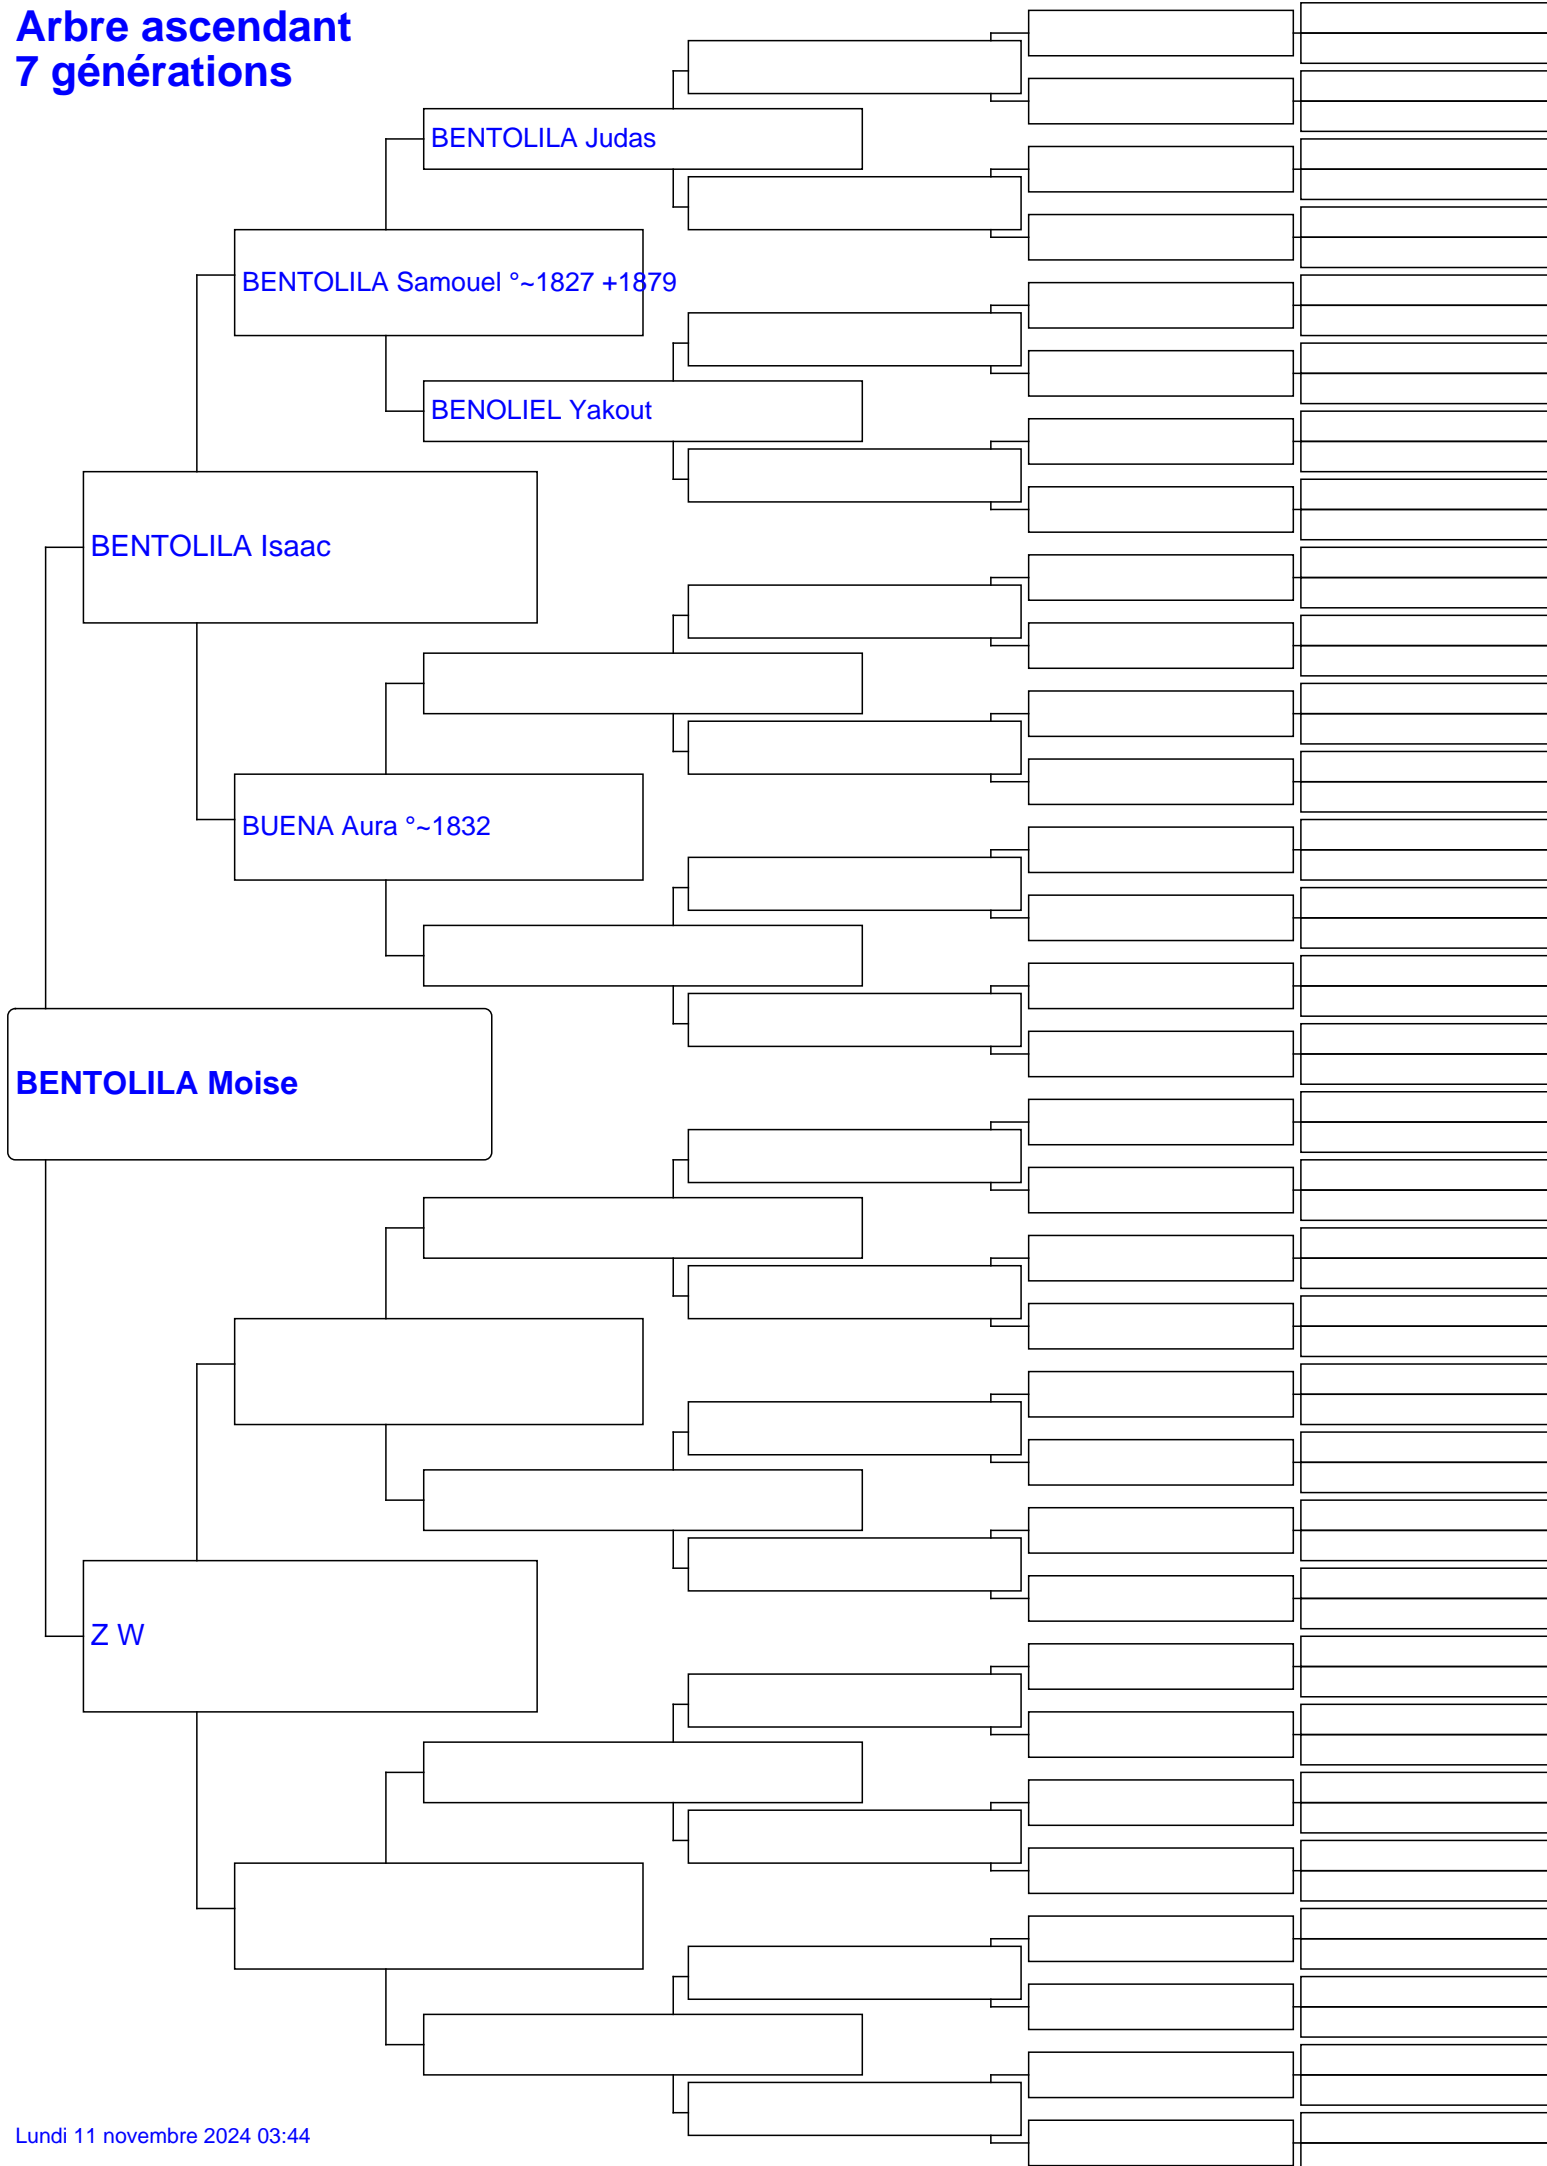 Arbre ascendant
7 générations
BENTOLILA Judas
BENTOLILA Samouel °~1827 +1879
BENOLIEL Yakout
BENTOLILA Isaac
BUENA Aura °~1832
BENTOLILA Moise
Z W
Lundi 11 novembre 2024 03:44